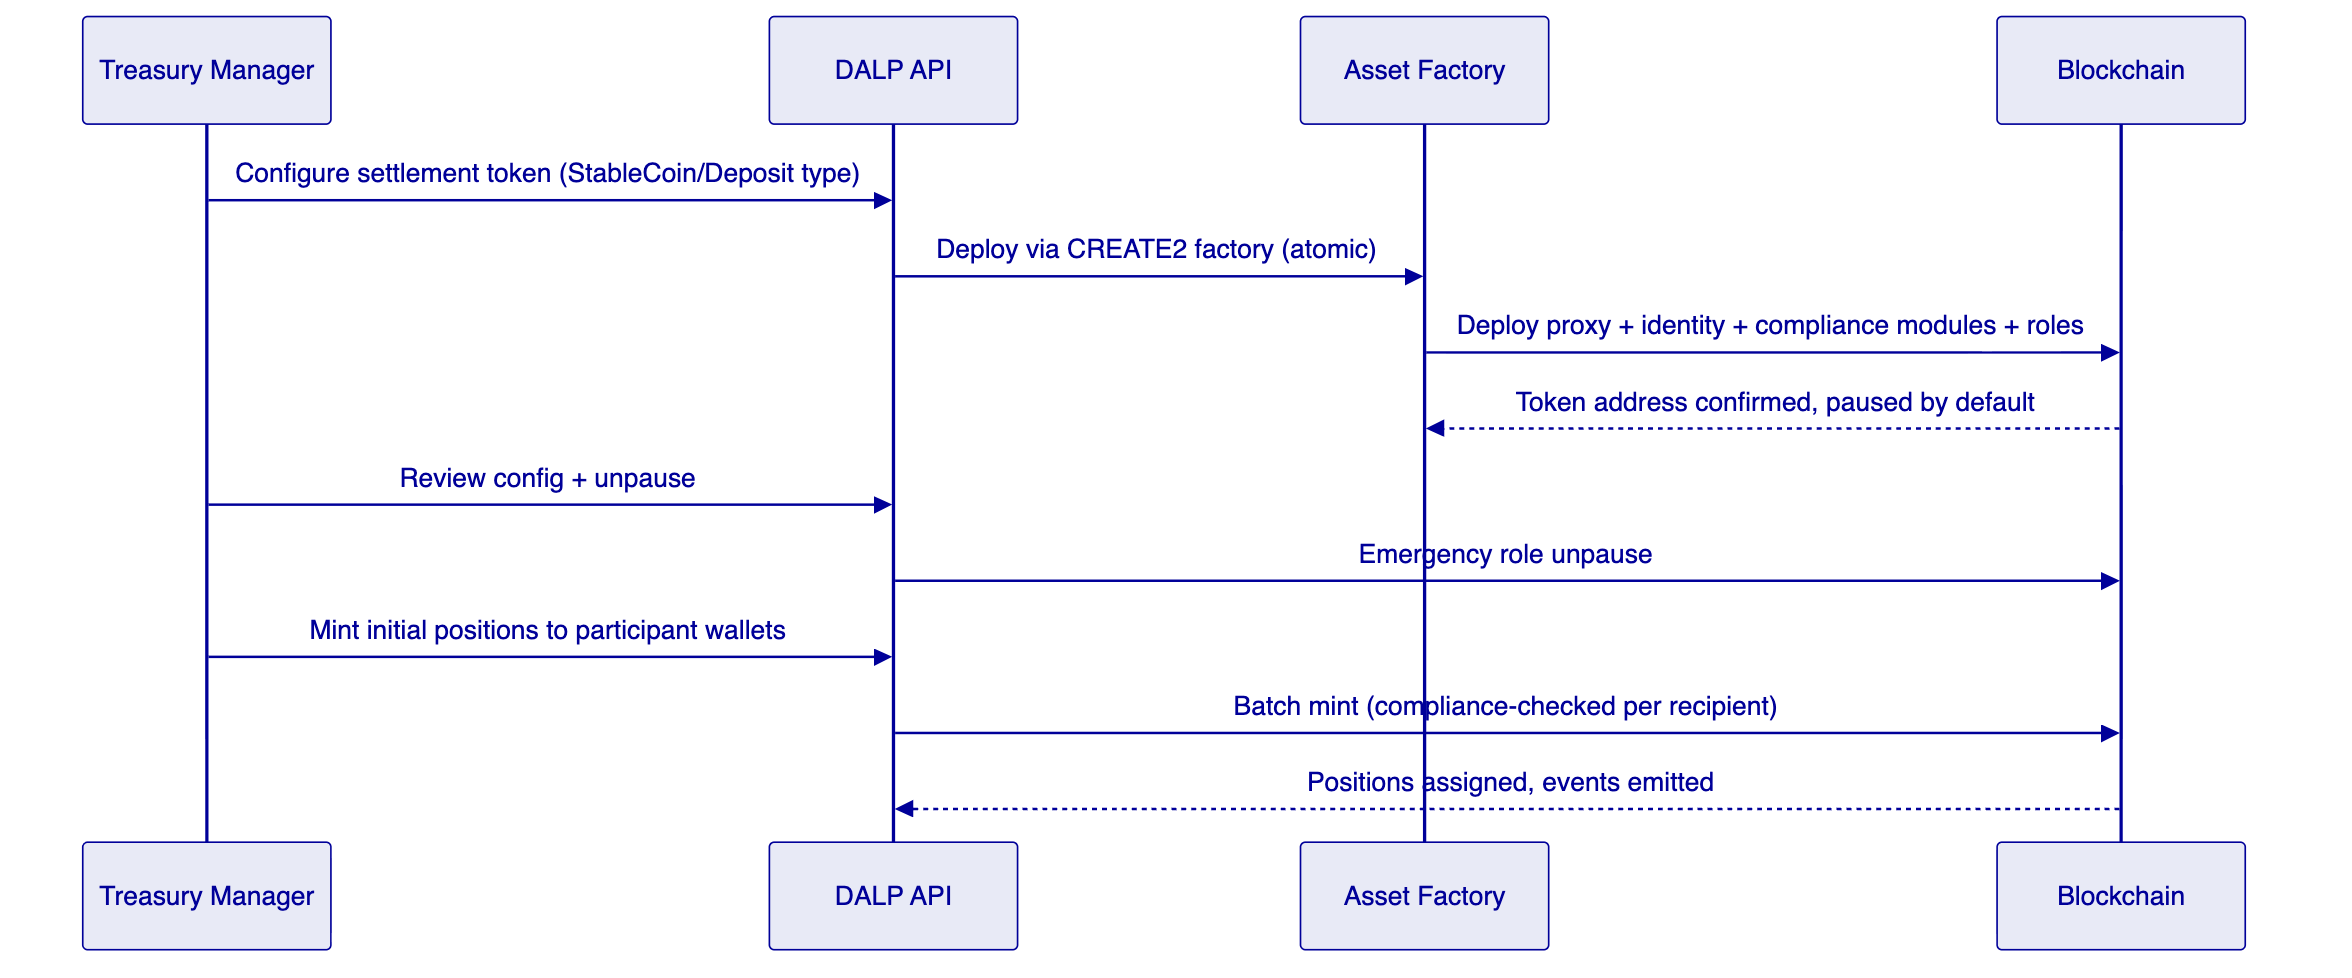 Treasury Manager
DALP API
Asset Factory
Blockchain
Configure settlement token (StableCoin/Deposit type)
Deploy via CREATE2 factory (atomic)
Deploy proxy + identity + compliance modules + roles
Token address confirmed, paused by default
Review config + unpause
Emergency role unpause
Mint initial positions to participant wallets
Batch mint (compliance-checked per recipient)
Positions assigned, events emitted
Treasury Manager
DALP API
Asset Factory
Blockchain